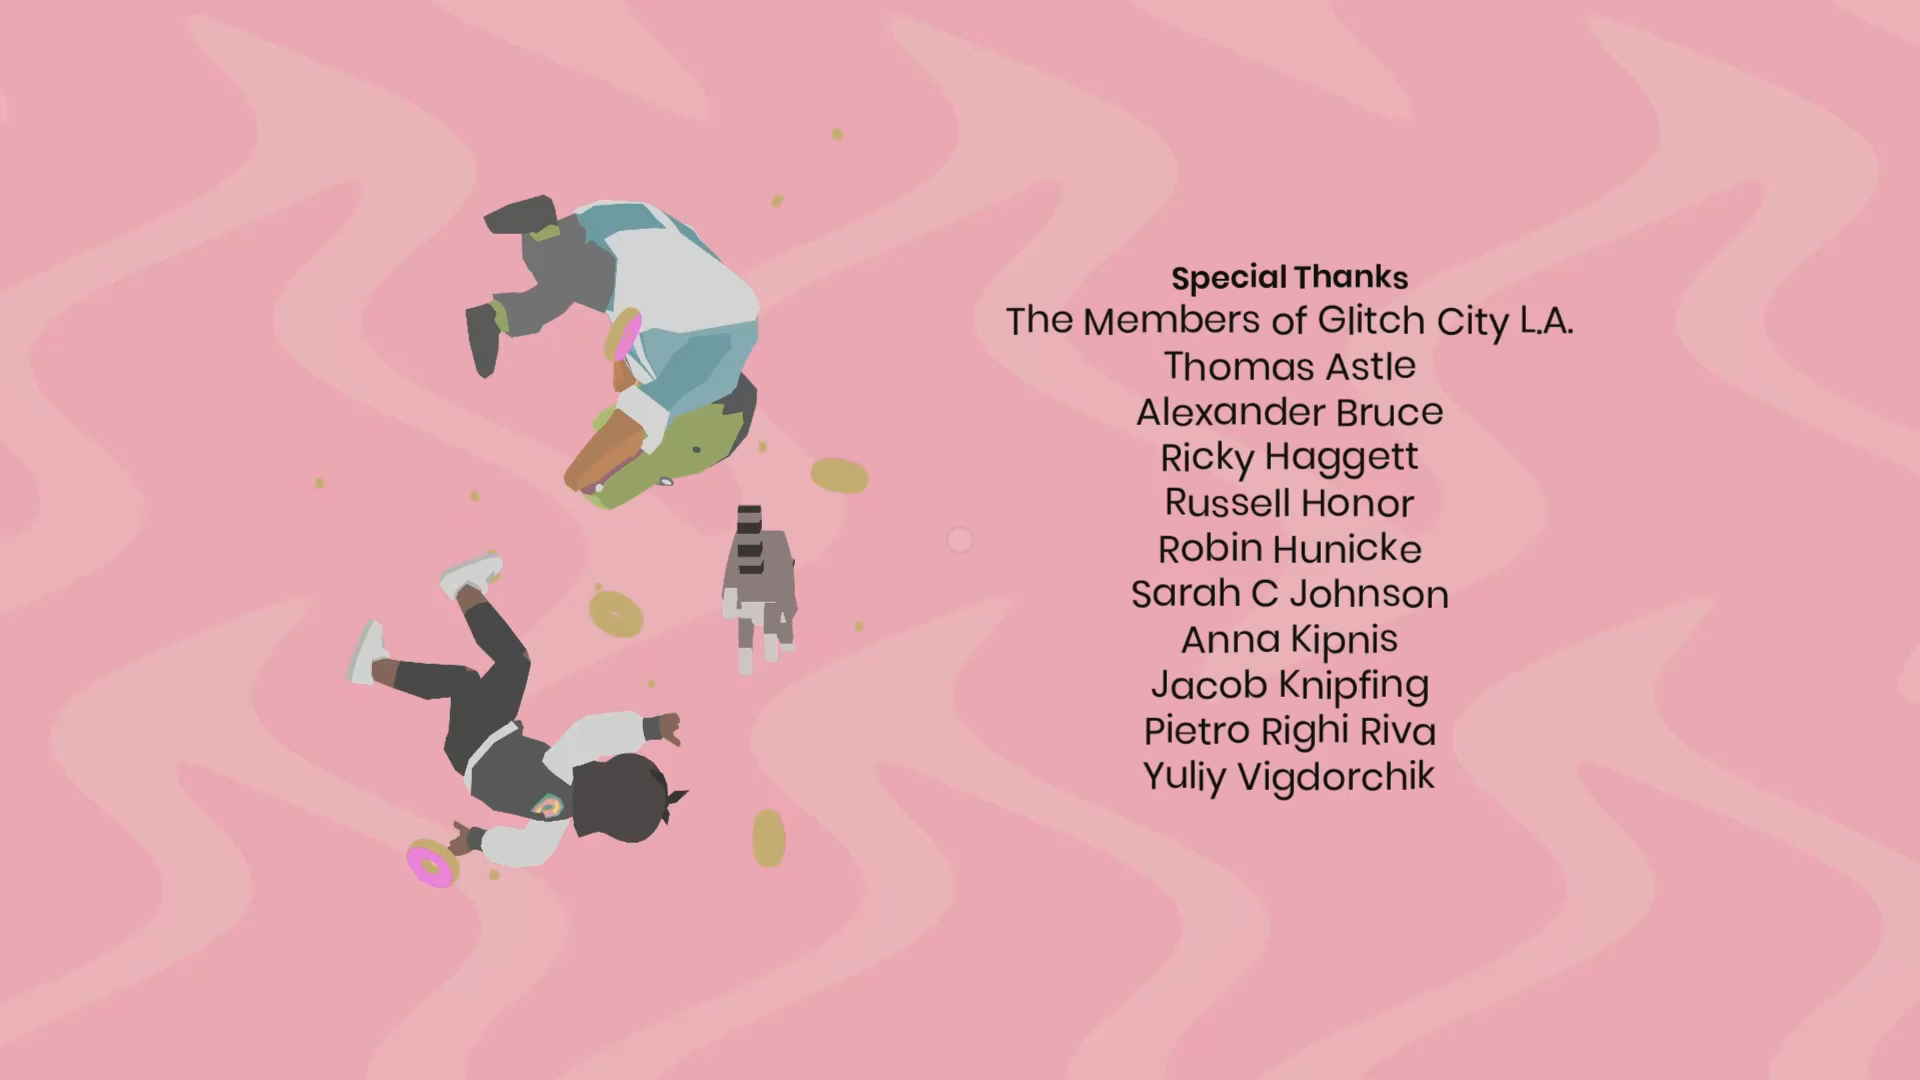 Special Thanks
The Members of Glitch City L.A.
Thomas Astle
Alexander Bruce
Ricky Haggett
Russell Honor
Robin Hunicke
Sarah C Johnson
Anna Kipnis
Jacob Knipfing
Pietro Righi Riva
Yuliy Vigdorchik